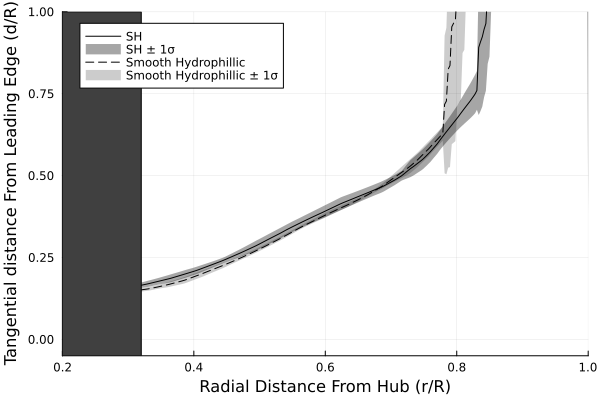 1.00
0.75
0.50
0.25
0.00
Tangential distance From Leading Edge (d/R)
SH
SH ± 1σ
Smooth Hydrophillic
Smooth Hydrophillic ± 1σ
0.2
0.4
0.6
0.8
1.0
Radial Distance From Hub (r/R)